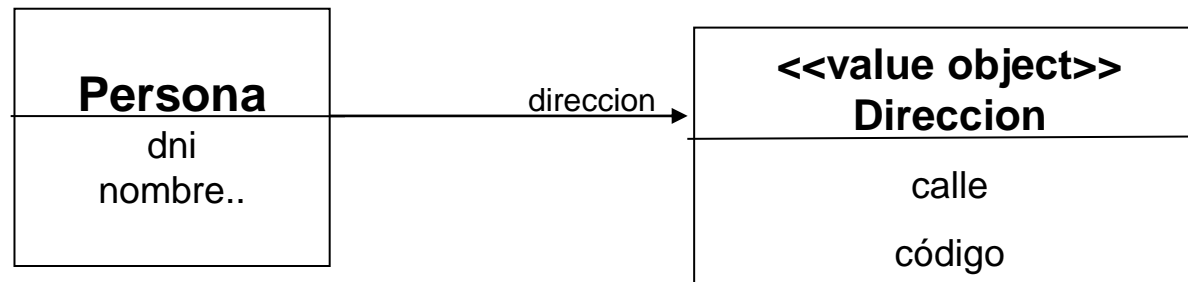 Persona
dni
nombre..
direccion
<<value object>>
Direccion
calle
código